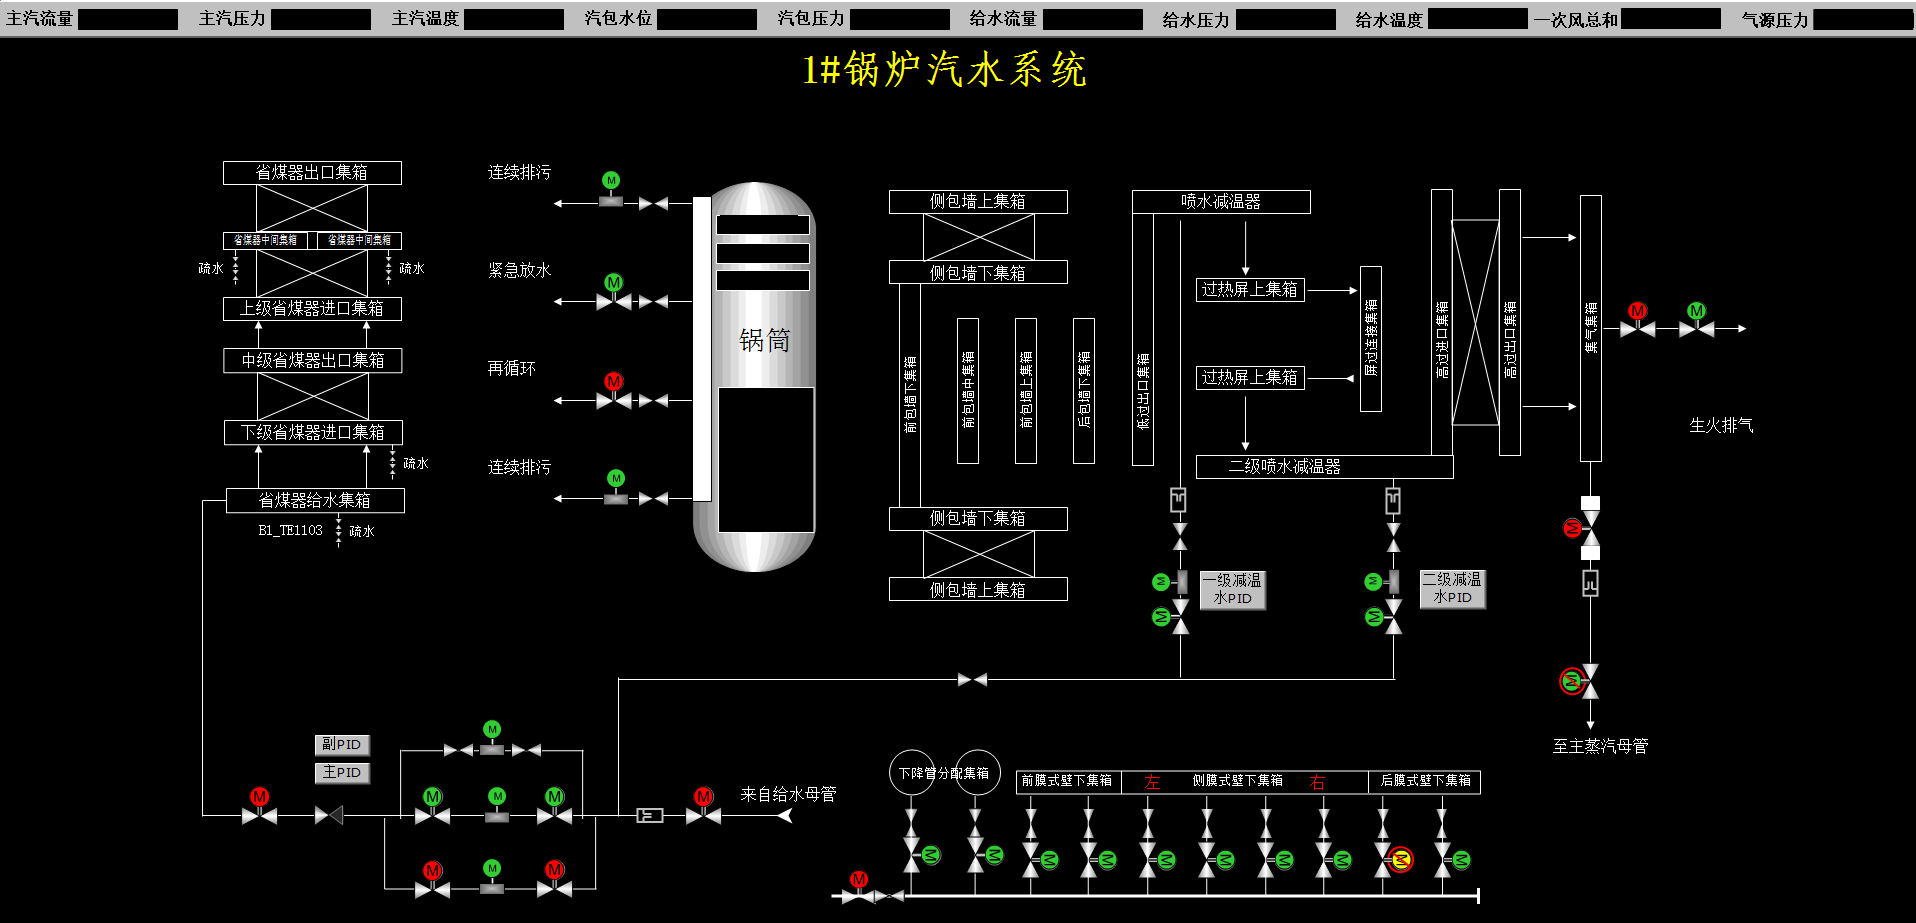 主汽流量 主汽压力 主汽温度 汽包水位 汽包压力 给水流量 给水压力 给水温度 一次风总和 气源压力
1#锅炉汽水系统
省煤器出口集箱
省煤器中间集箱 省煤器中间集箱
疏水 疏水
上级省煤器进口集箱
中级省煤器出口集箱
下级省煤器进口集箱
疏水
省煤器给水集箱
B1_TE1103 疏水
连续排污
M
紧急放水
M
再循环
M
连续排污
M
锅筒
侧包墙上集箱
侧包墙下集箱
前包墙下集箱
前包墙中集箱
前包墙上集箱
后包墙下集箱
侧包墙下集箱
侧包墙上集箱
喷水减温器
低过出口集箱
过热屏上集箱
过热屏上集箱
屏过连接集箱
二级喷水减温器
高过进口集箱
高过出口集箱
集气集箱
M M
生火排气
M
M
至主蒸汽母管
M
M
一级减温
水PID
M
M
二级减温
水PID
副PID
主PID
M
M
M M M
M M M
M
来自给水母管
下降管分配集箱
前膜式壁下集箱 左 侧膜式壁下集箱 右 后膜式壁下集箱
M M M M M M M M M M
M